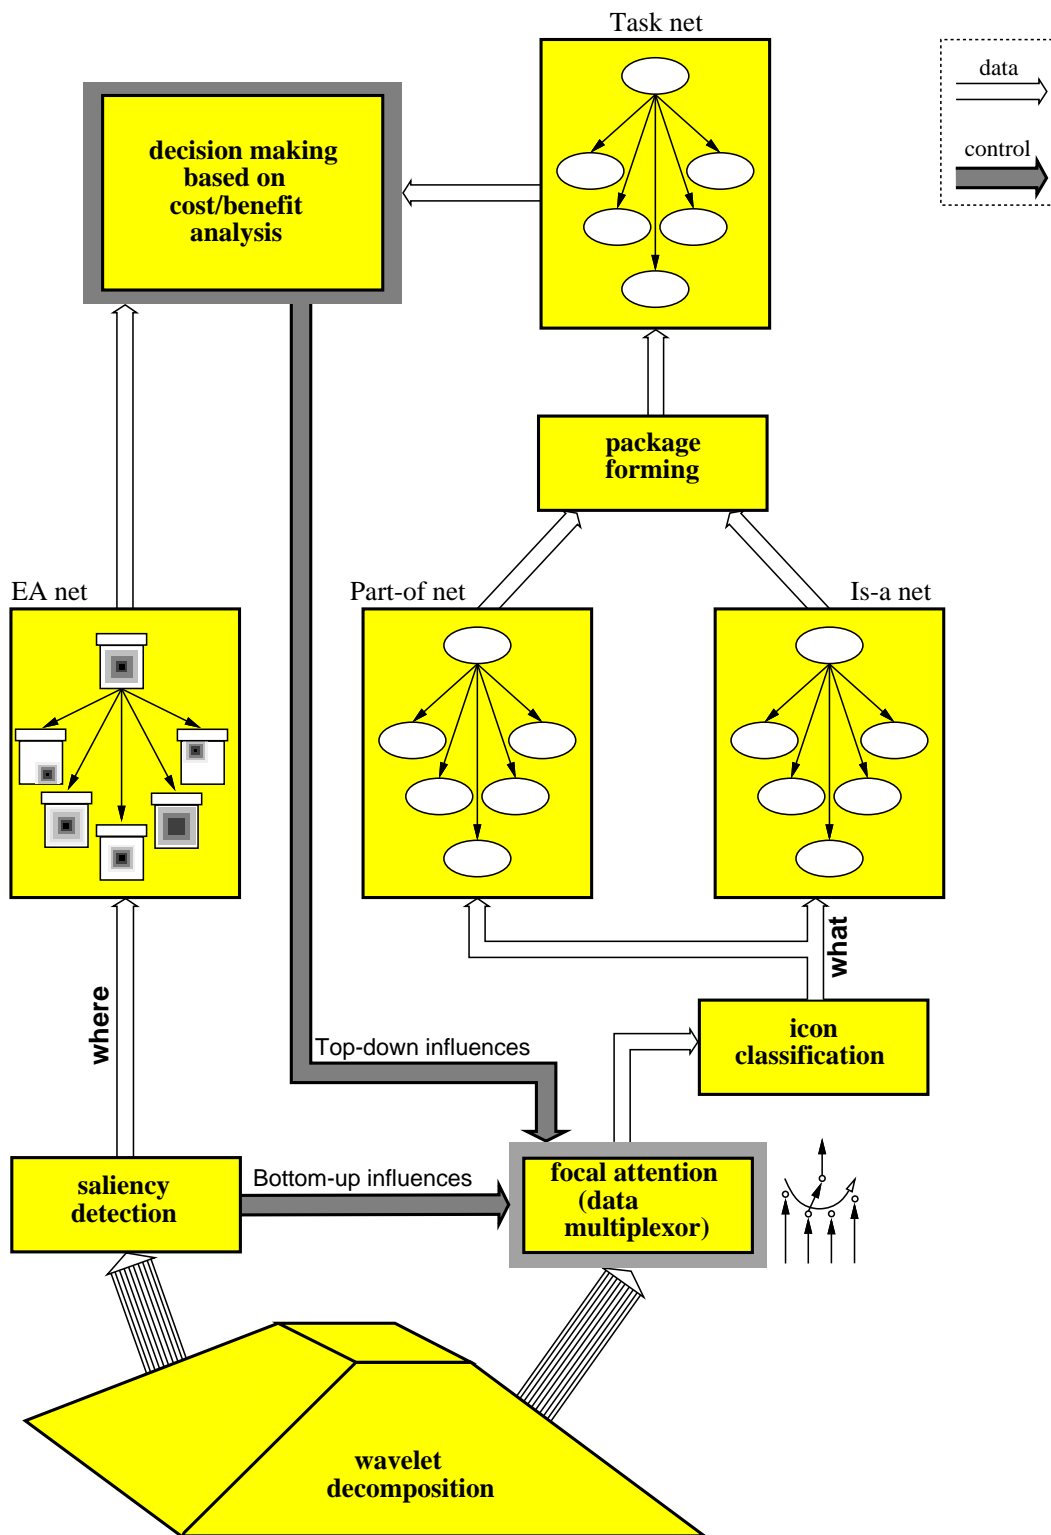 Task net
data
control
decision making
based on
cost/benefit
analysis
package
forming
EA net
Part-of net
Is-a net
where
what
icon
classification
Top-down influences
Bottom-up influences
saliency
detection
focal attention
(data
multiplexor)
wavelet
decomposition